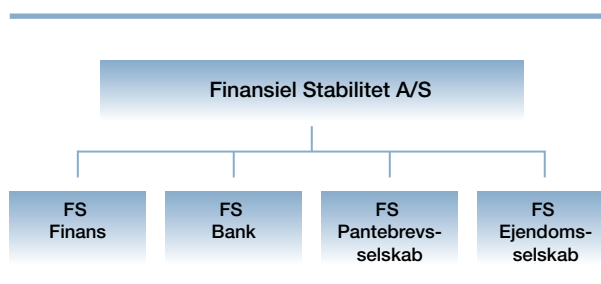 Finansiel Stabilitet A/S
FS
Finans
FS
Bank
FS
Pantebrevs-
selskab
FS
Ejendoms-
selskab